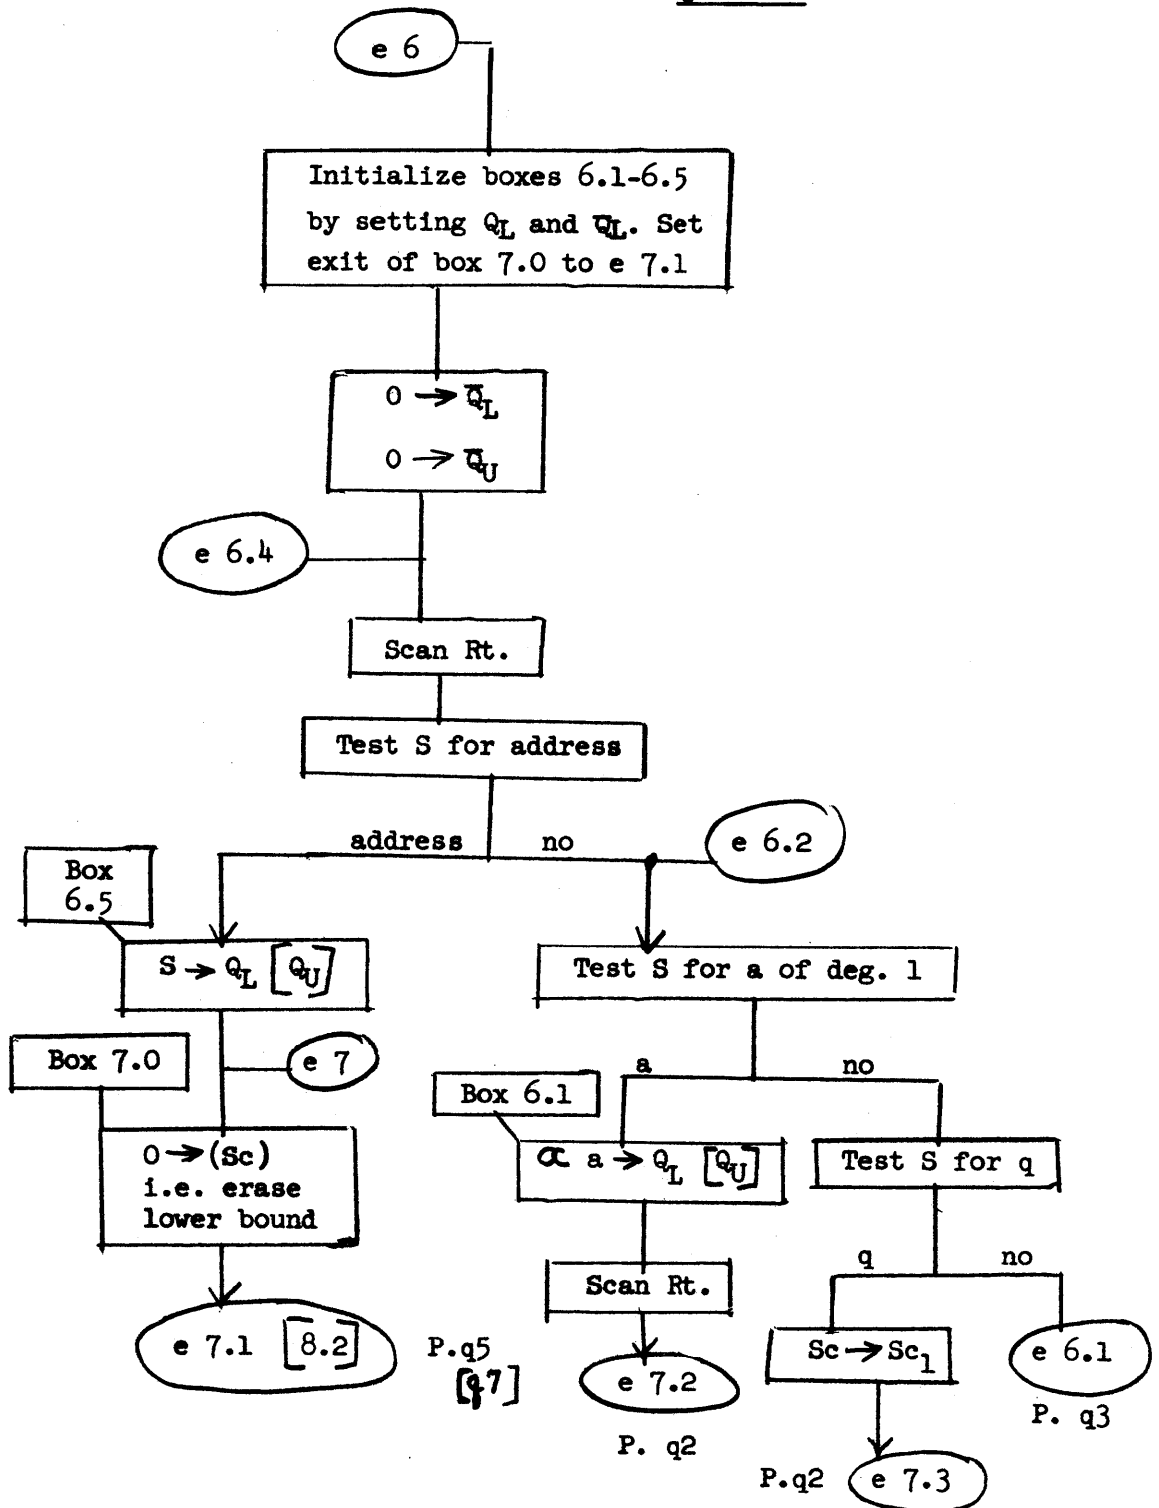 e 6
Initialize boxes 6.1-6.5
by setting Q_L and Q̅_L. Set
exit of box 7.0 to e 7.1
0 → Q̅_L
0 → Q̅_U
e 6.4
Scan Rt.
Test S for address
address no
e 6.2
Box
6.5
S → Q_L [Q_U]
Test S for a of deg. 1
Box 7.0
e 7
a no
Box 6.1
0 → (Sc)
i.e. erase
lower bound
α a → Q_L [Q_U]
Test S for q
Scan Rt.
q no
e 7.1 [8.2]
P.q5
[q7]
e 7.2
P. q2
Sc → Sc_1
e 6.1
P. q3
P.q2 e 7.3